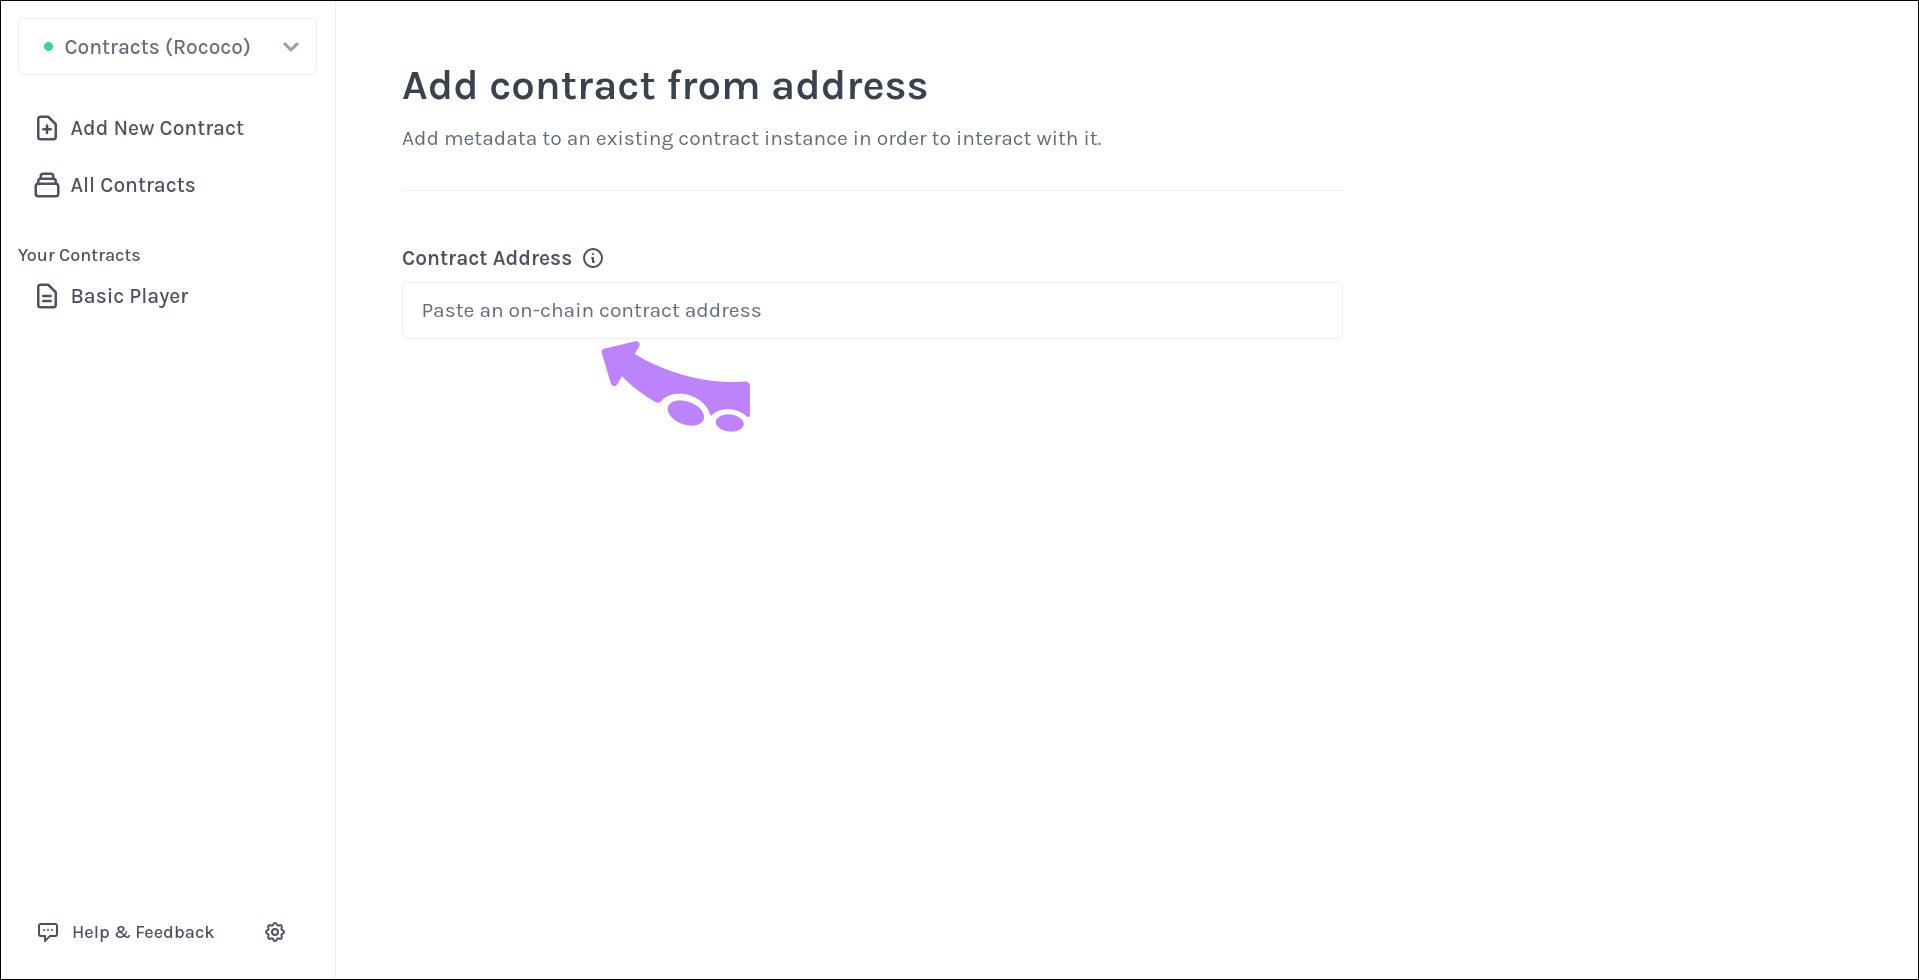 Contracts (Rococo)
Add New Contract
All Contracts
Your Contracts
Basic Player
Help & Feedback
Add contract from address
Add metadata to an existing contract instance in order to interact with it.
Contract Address
Paste an on-chain contract address